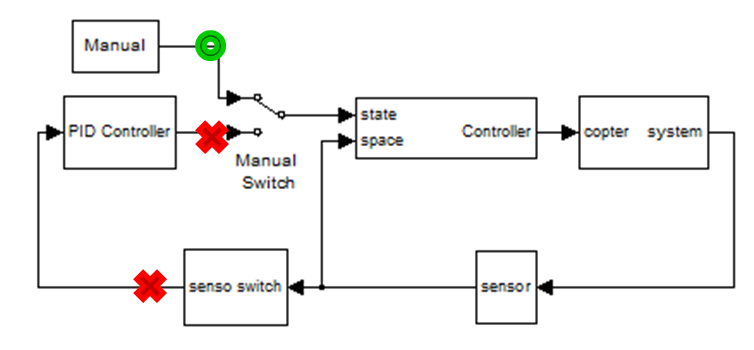 Manual
PID Controller
Manual
Switch
state
space
Controller
copter system
senso switch
sensor